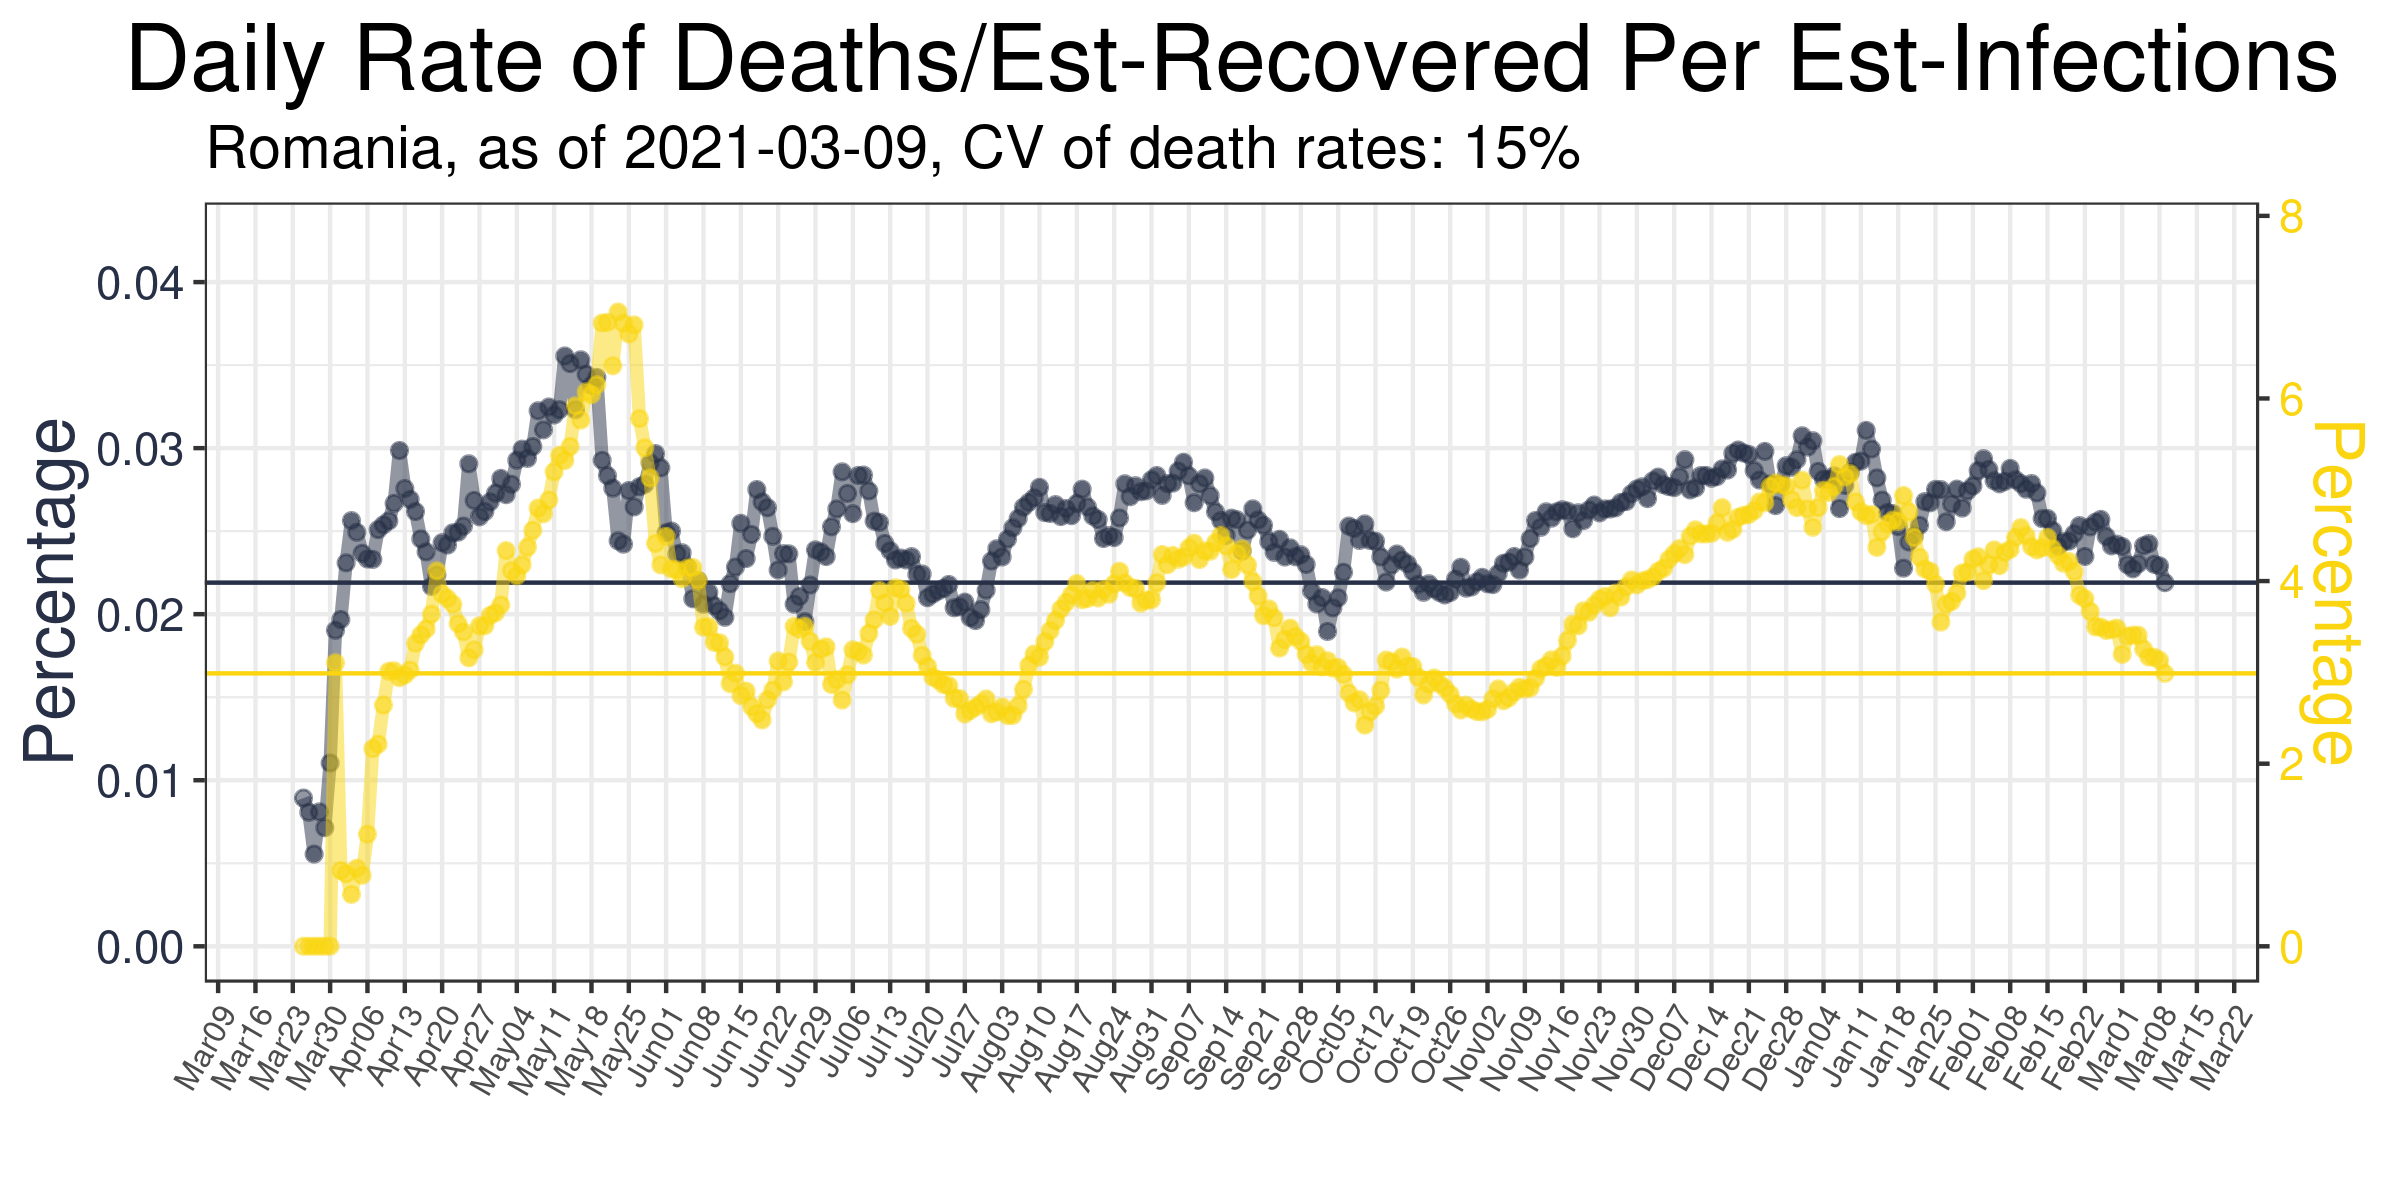 Daily Rate of Deaths/Est-Recovered Per Est-Infections
Romania, as of 2021-03-09, CV of death rates: 15%
Percentage
0.04
0.03
0.02
0.01
0.00
8
6
4
2
0
Percentage
Mar09
Mar16
Mar23
Mar30
Apr06
Apr13
Apr20
Apr27
May04
May11
May18
May25
Jun01
Jun08
Jun15
Jun22
Jun29
Jul06
Jul13
Jul20
Jul27
Aug03
Aug10
Aug17
Aug24
Aug31
Sep07
Sep14
Sep21
Sep28
Oct05
Oct12
Oct19
Oct26
Nov02
Nov09
Nov16
Nov23
Nov30
Dec07
Dec14
Dec21
Dec28
Jan04
Jan11
Jan18
Jan25
Feb01
Feb08
Feb15
Feb22
Mar01
Mar08
Mar15
Mar22